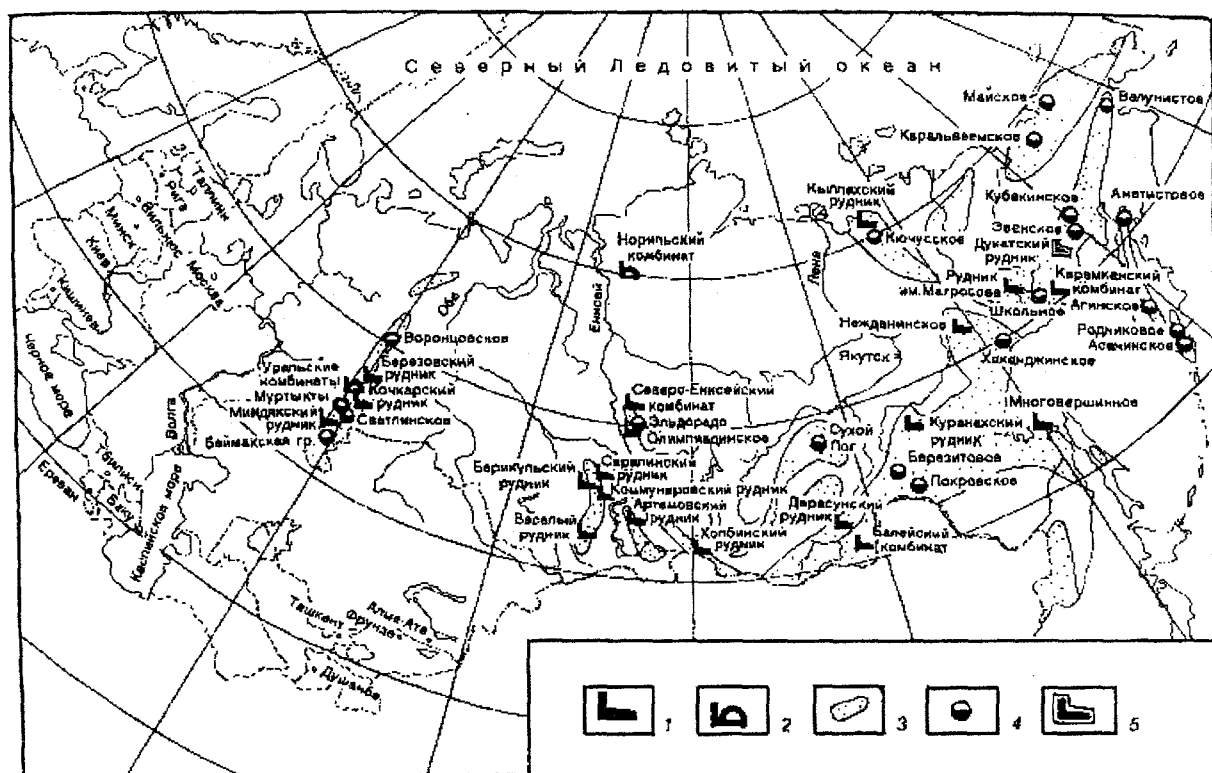 Северный Ледовитый океан
Майское
Валунистое
Каральвеемское
Кыллахский
рудник
Кючусское
Кубакинское
Эвенское
Дукатский
рудник
Аметистовое
Норильский
комбинат
Лена
Енисей
Обь
Рудник
им. Матросова
Школьное
Карамкенский
комбинат
Агинское
Родниковое
Асачинское
Нежданинское
Якутск
Хаканджинское
Таллинн
Рига
Вильнюс
Минск
Москва
Киев
Кишинев
Черное море
Волга
Воронцовское
Березовский
рудник
Уральские
комбинаты
Кочкарский
рудник
Муртыкты
Миндякский
рудник
Светлинское
Баймакская гр.
Северо-Енисейский
комбинат
Эльдорадо
Олимпиадинское
Сухой
Лог
Куранахский
рудник
Многовершинное
Березитовое
Покровское
Берикульский
рудник
Саралинский
рудник
Коммунаровский рудник
Артемовский
рудник
Веселый
рудник
Холбинский
рудник
Дарасунский
рудник
Балейский
комбинат
Тбилиси
Баку
Ереван
Каспийское море
Ташкент
Фрунзе
Алма-Ата
Душанбе
1
2
3
4
5